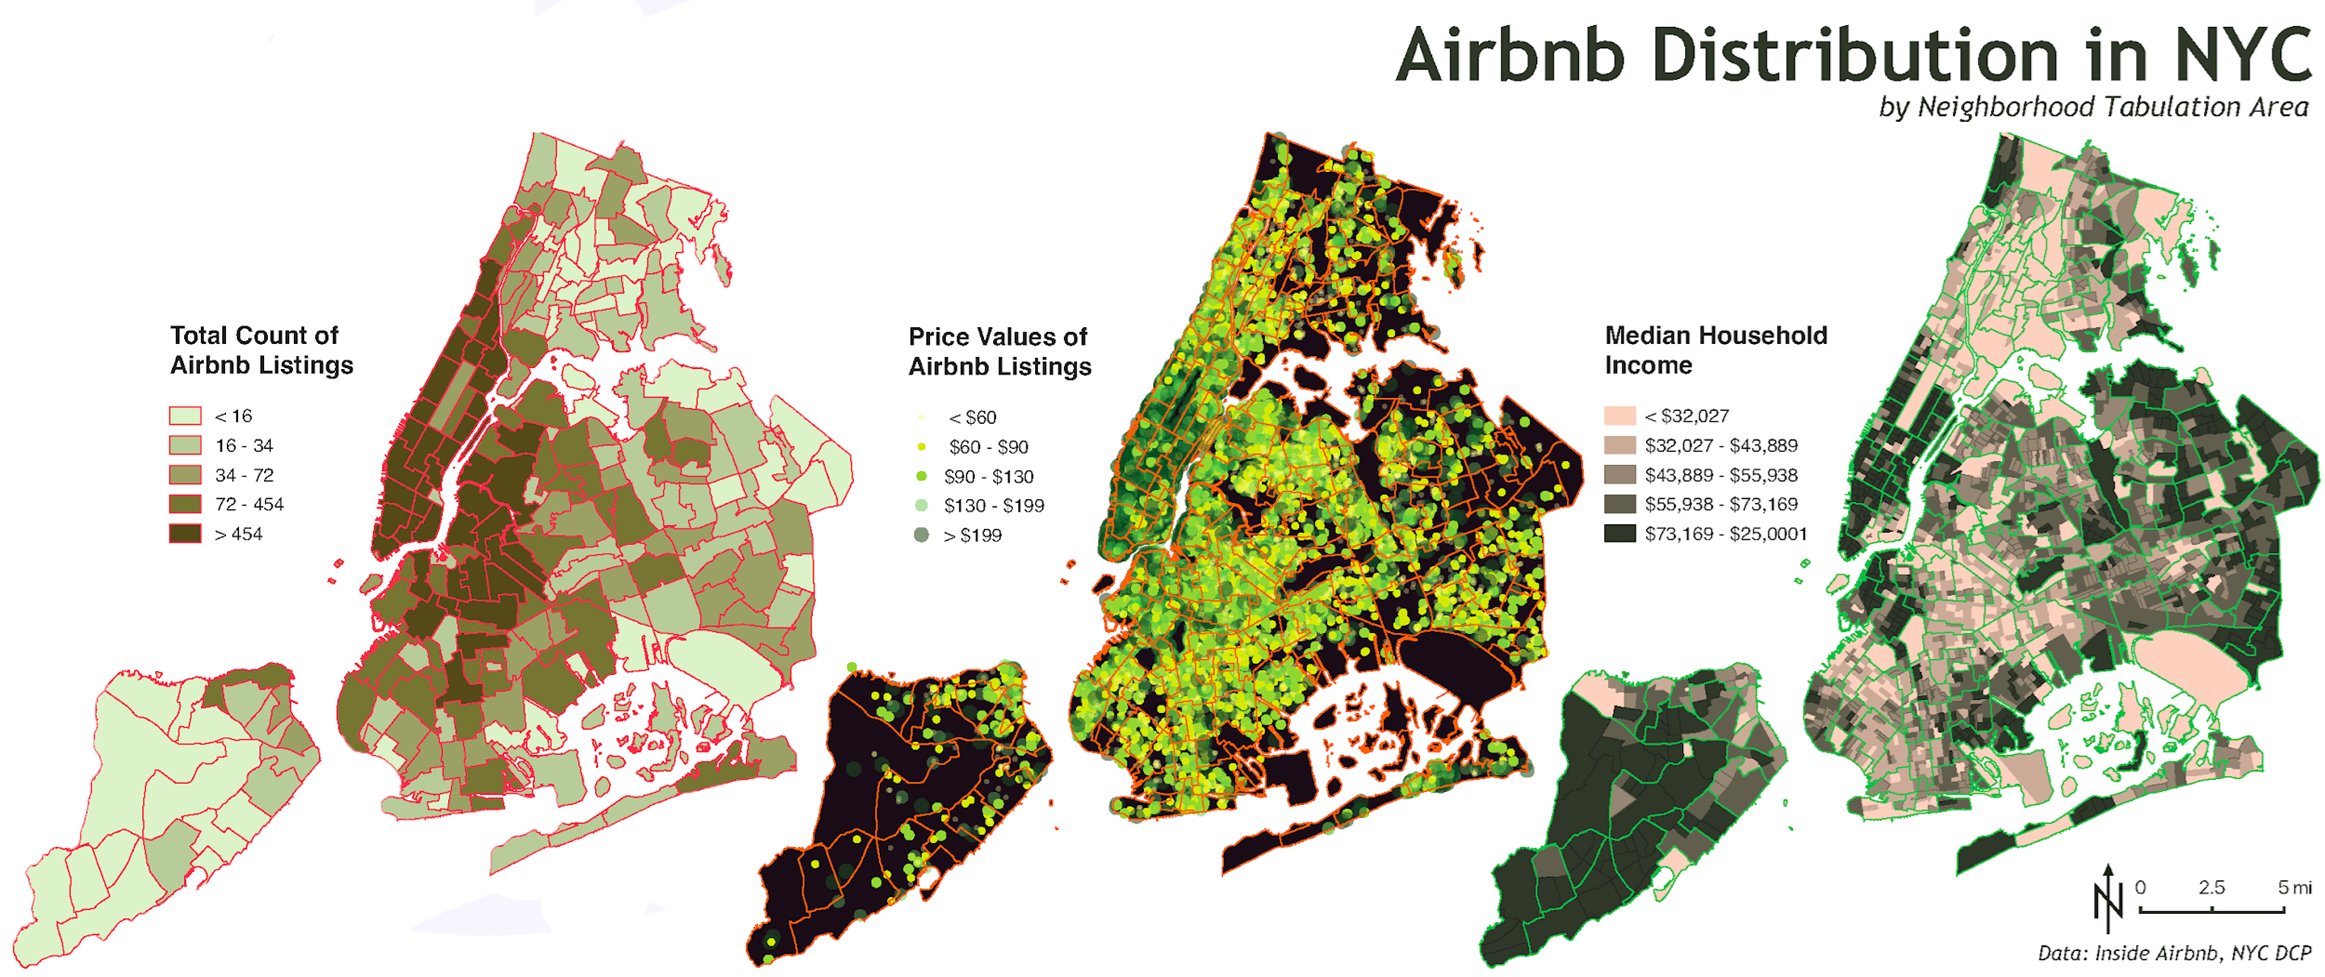 Airbnb Distribution in NYC
by Neighborhood Tabulation Area
Total Count of
Airbnb Listings
< 16
16 - 34
34 - 72
72 - 454
> 454
Price Values of
Airbnb Listings
< $60
$60 - $90
$90 - $130
$130 - $199
> $199
Median Household
Income
< $32,027
$32,027 - $43,889
$43,889 - $55,938
$55,938 - $73,169
$73,169 - $25,0001
N
0 2.5 5 mi
Data: Inside Airbnb, NYC DCP